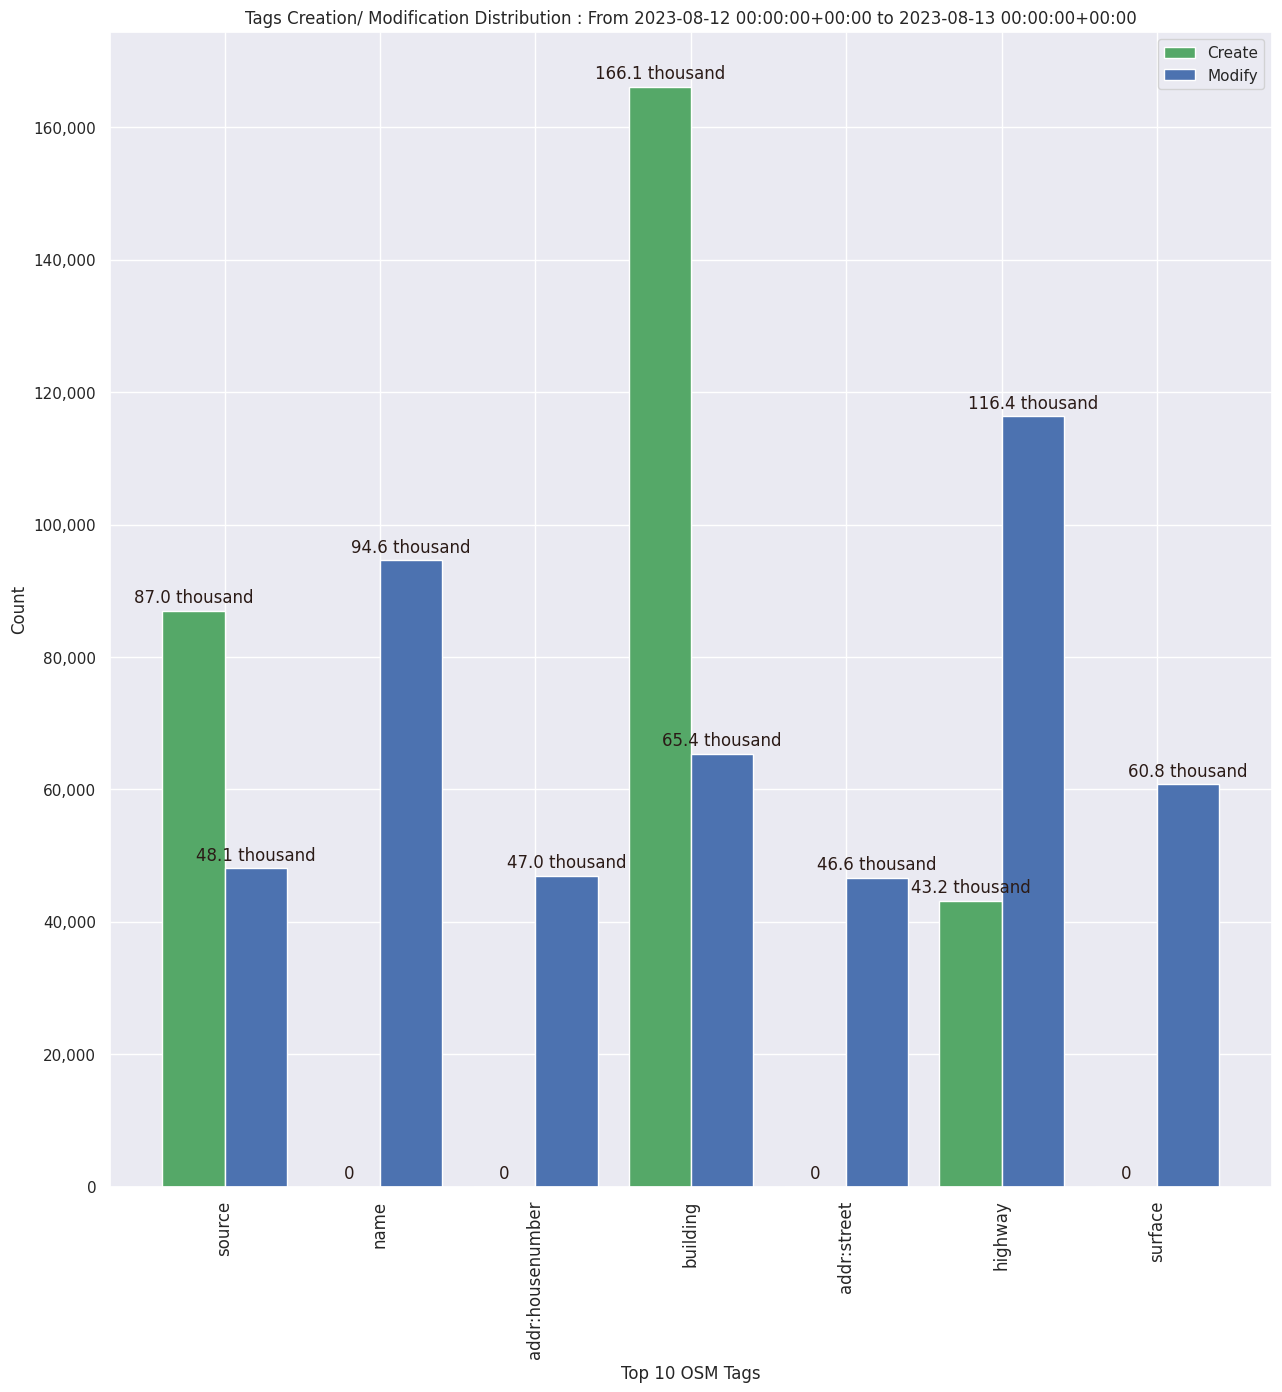 Tags Creation/ Modification Distribution : From 2023-08-12 00:00:00+00:00 to 2023-08-13 00:00:00+00:00
Create
Modify
Count
160,000
140,000
120,000
100,000
80,000
60,000
40,000
20,000
0
87.0 thousand
48.1 thousand
0
94.6 thousand
0
47.0 thousand
166.1 thousand
65.4 thousand
0
46.6 thousand
43.2 thousand
116.4 thousand
0
60.8 thousand
source
name
addr:housenumber
building
addr:street
highway
surface
Top 10 OSM Tags